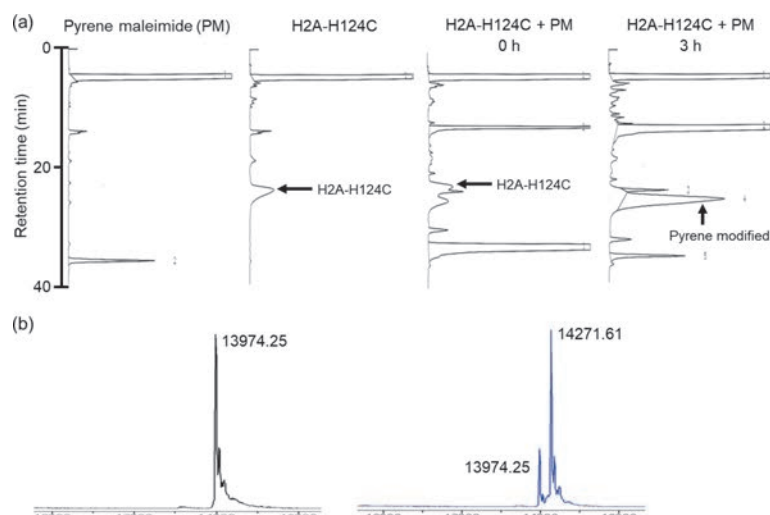 (a)
Pyrene maleimide (PM)
H2A-H124C
H2A-H124C + PM
0 h
H2A-H124C + PM
3 h
Retention time (min)
0
20
40
H2A-H124C
H2A-H124C
Pyrene modified
(b)
13974.25
14271.61
13974.25